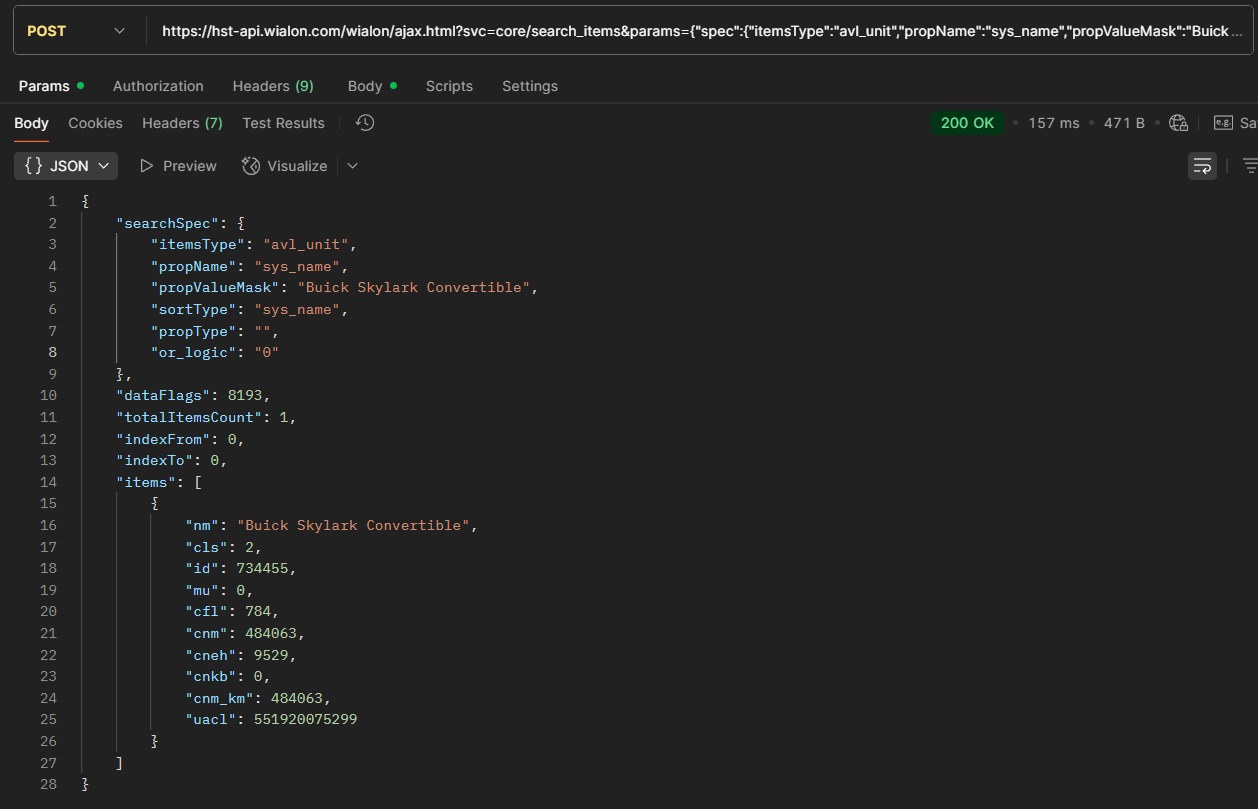 POST https://hst-api.wialon.com/wialon/ajax.html?svc=core/search_items&params={"spec":{"itemsType":"avl_unit","propName":"sys_name","propValueMask":"Buick ...
Params Authorization Headers (9) Body Scripts Settings
Body Cookies Headers (7) Test Results 200 OK 157 ms 471 B e.g. Sa
{} JSON Preview Visualize
1 {
2 "searchSpec": {
3 "itemsType": "avl_unit",
4 "propName": "sys_name",
5 "propValueMask": "Buick Skylark Convertible",
6 "sortType": "sys_name",
7 "propType": "",
8 "or_logic": "0"
9 },
10 "dataFlags": 8193,
11 "totalItemsCount": 1,
12 "indexFrom": 0,
13 "indexTo": 0,
14 "items": [
15 {
16 "nm": "Buick Skylark Convertible",
17 "cls": 2,
18 "id": 734455,
19 "mu": 0,
20 "cfl": 784,
21 "cnm": 484063,
22 "cneh": 9529,
23 "cnkb": 0,
24 "cnm_km": 484063,
25 "uacl": 551920075299
26 }
27 ]
28 }